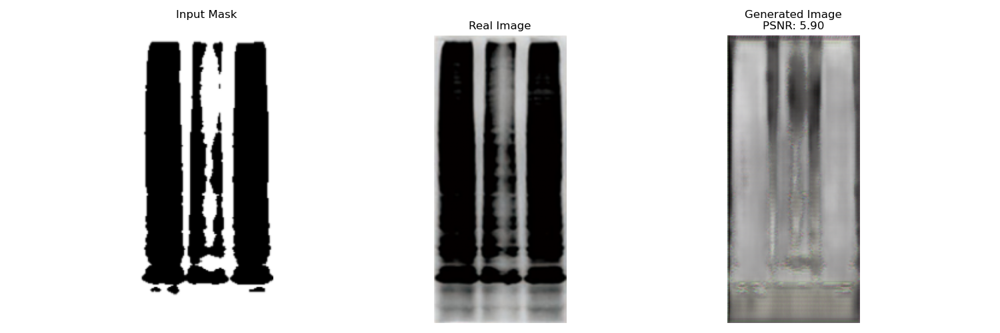 Input Mask
Real Image
Generated Image
PSNR: 5.90